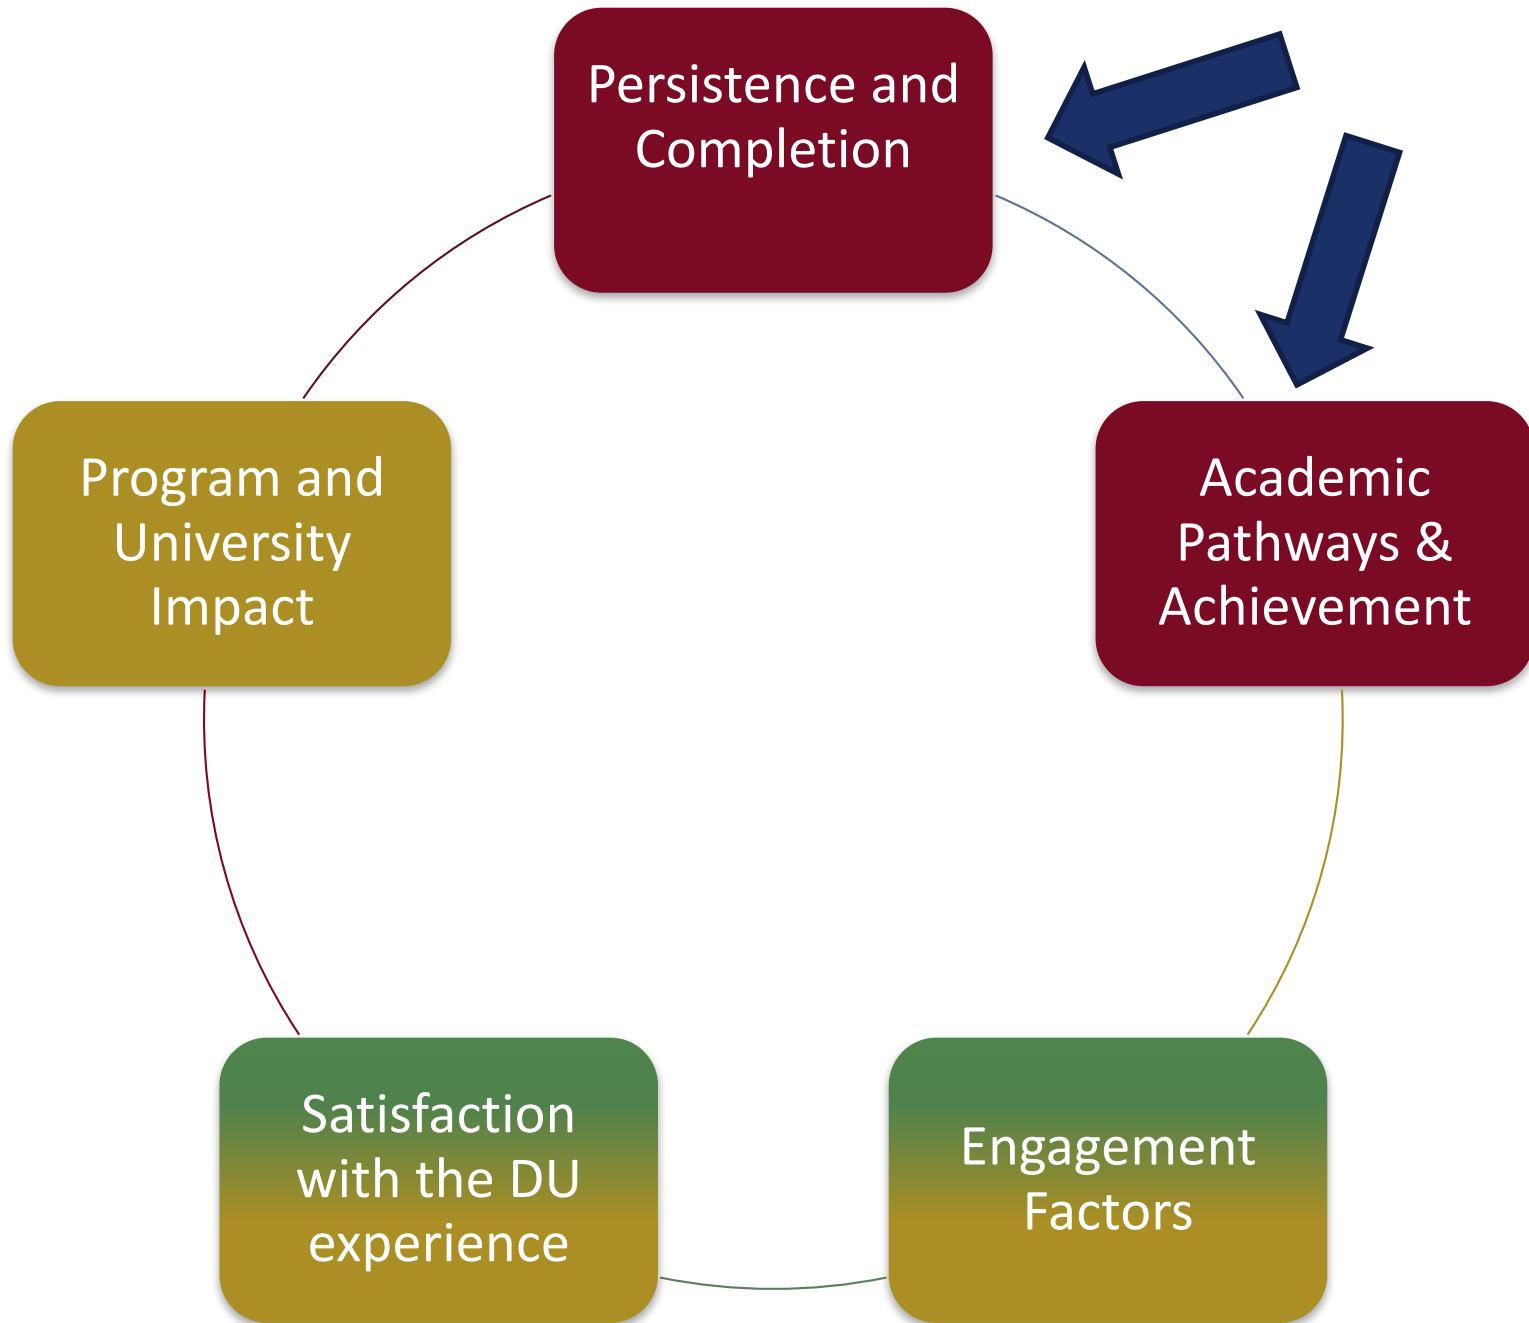 Persistence and
Completion
Academic
Pathways &
Achievement
Engagement
Factors
Satisfaction
with the DU
experience
Program and
University
Impact